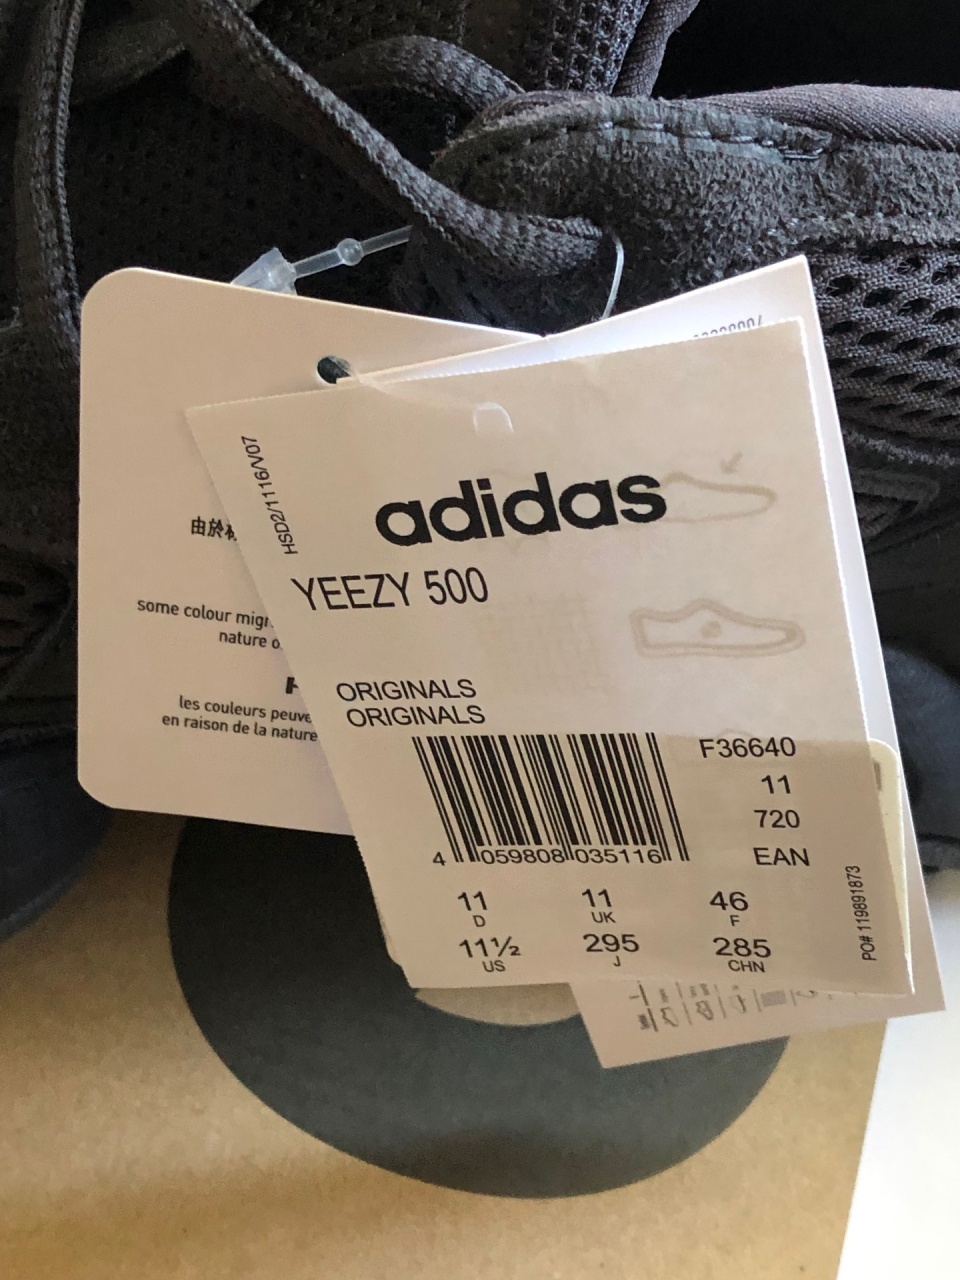 HSD2/1116/V07
adidas
YEEZY 500
ORIGINALS
ORIGINALS
F36640
11
720
EAN
4 059808 035116
11 11 46
D UK F
11½ 295 285
US J CHN
PO# 119891873
由於
some colour
nature
les couleurs
en raison de la nature